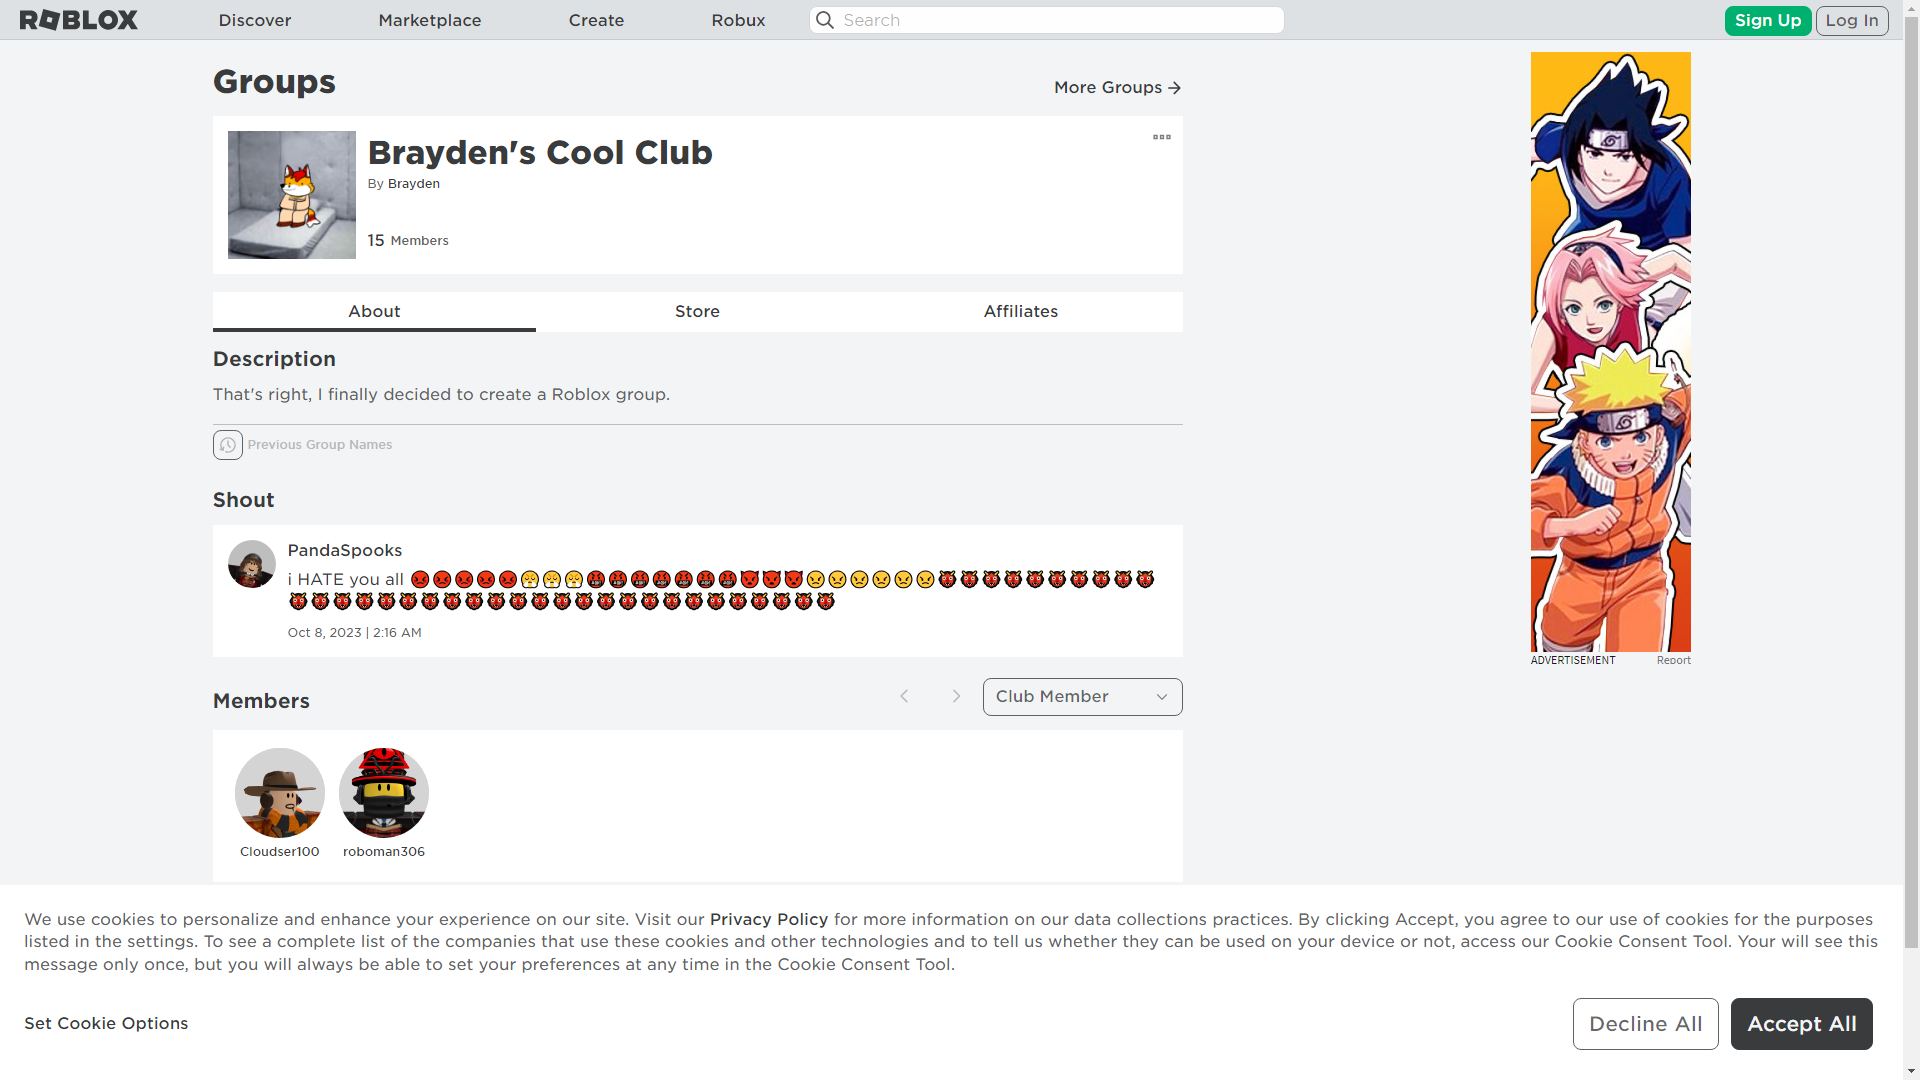 ROBLOX Discover Marketplace Create Robux Search Sign Up Log In
Groups
More Groups
Brayden's Cool Club
By Brayden
15 Members
About Store Affiliates
Description
That's right, I finally decided to create a Roblox group.
Previous Group Names
Shout
PandaSpooks
i HATE you all 😡😡😡😡😡😤😤😤🤬🤬🤬🤬🤬🤬🤬👿👿👿😠😠😠😠😠😠👹👹👹👹👹👹👹👹👹👹
👹👹👹👹👹👹👹👹👹👹👹👹👹👹👹👹👹👹👹👹👹👹👹👹👹
Oct 8, 2023 | 2:16 AM
ADVERTISEMENT Report
Members
Club Member
Cloudser100 roboman306
We use cookies to personalize and enhance your experience on our site. Visit our Privacy Policy for more information on our data collections practices. By clicking Accept, you agree to our use of cookies for the purposes
listed in the settings. To see a complete list of the companies that use these cookies and other technologies and to tell us whether they can be used on your device or not, access our Cookie Consent Tool. Your will see this
message only once, but you will always be able to set your preferences at any time in the Cookie Consent Tool.
Set Cookie Options
Decline All
Accept All